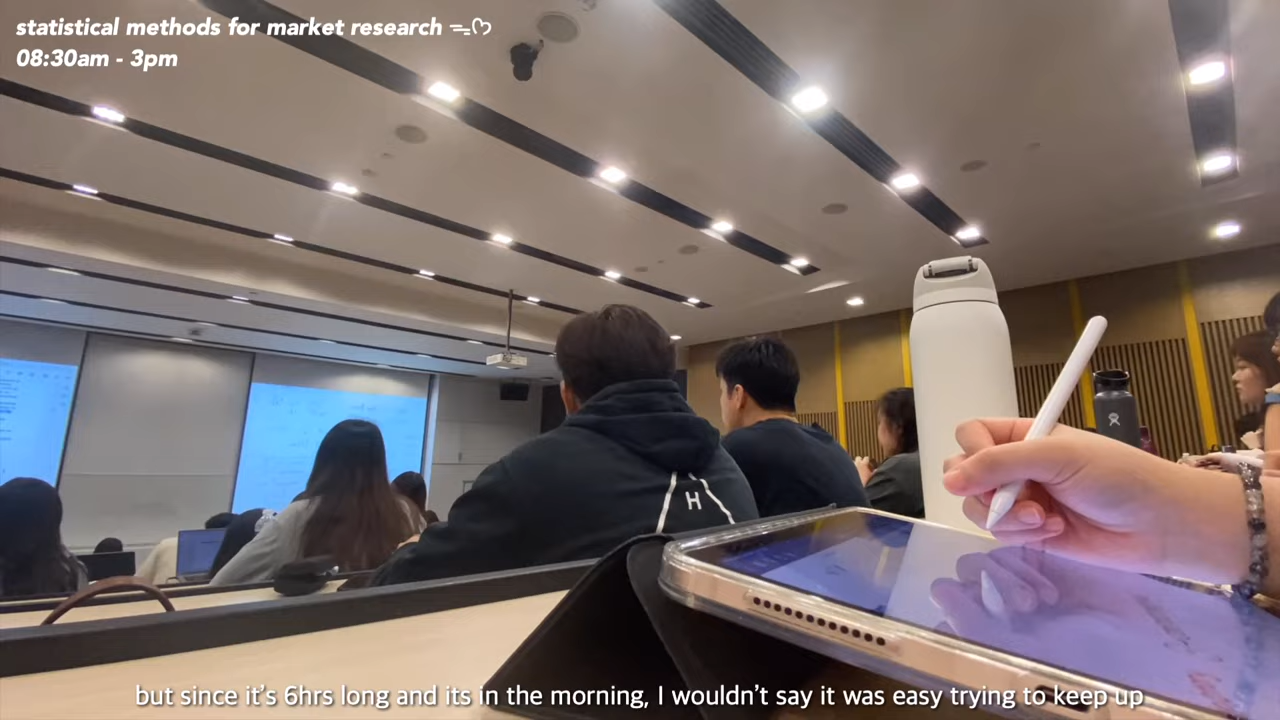 statistical methods for market research
08:30am - 3pm
H
but since it's 6hrs long and its in the morning, I wouldn't say it was easy trying to keep up